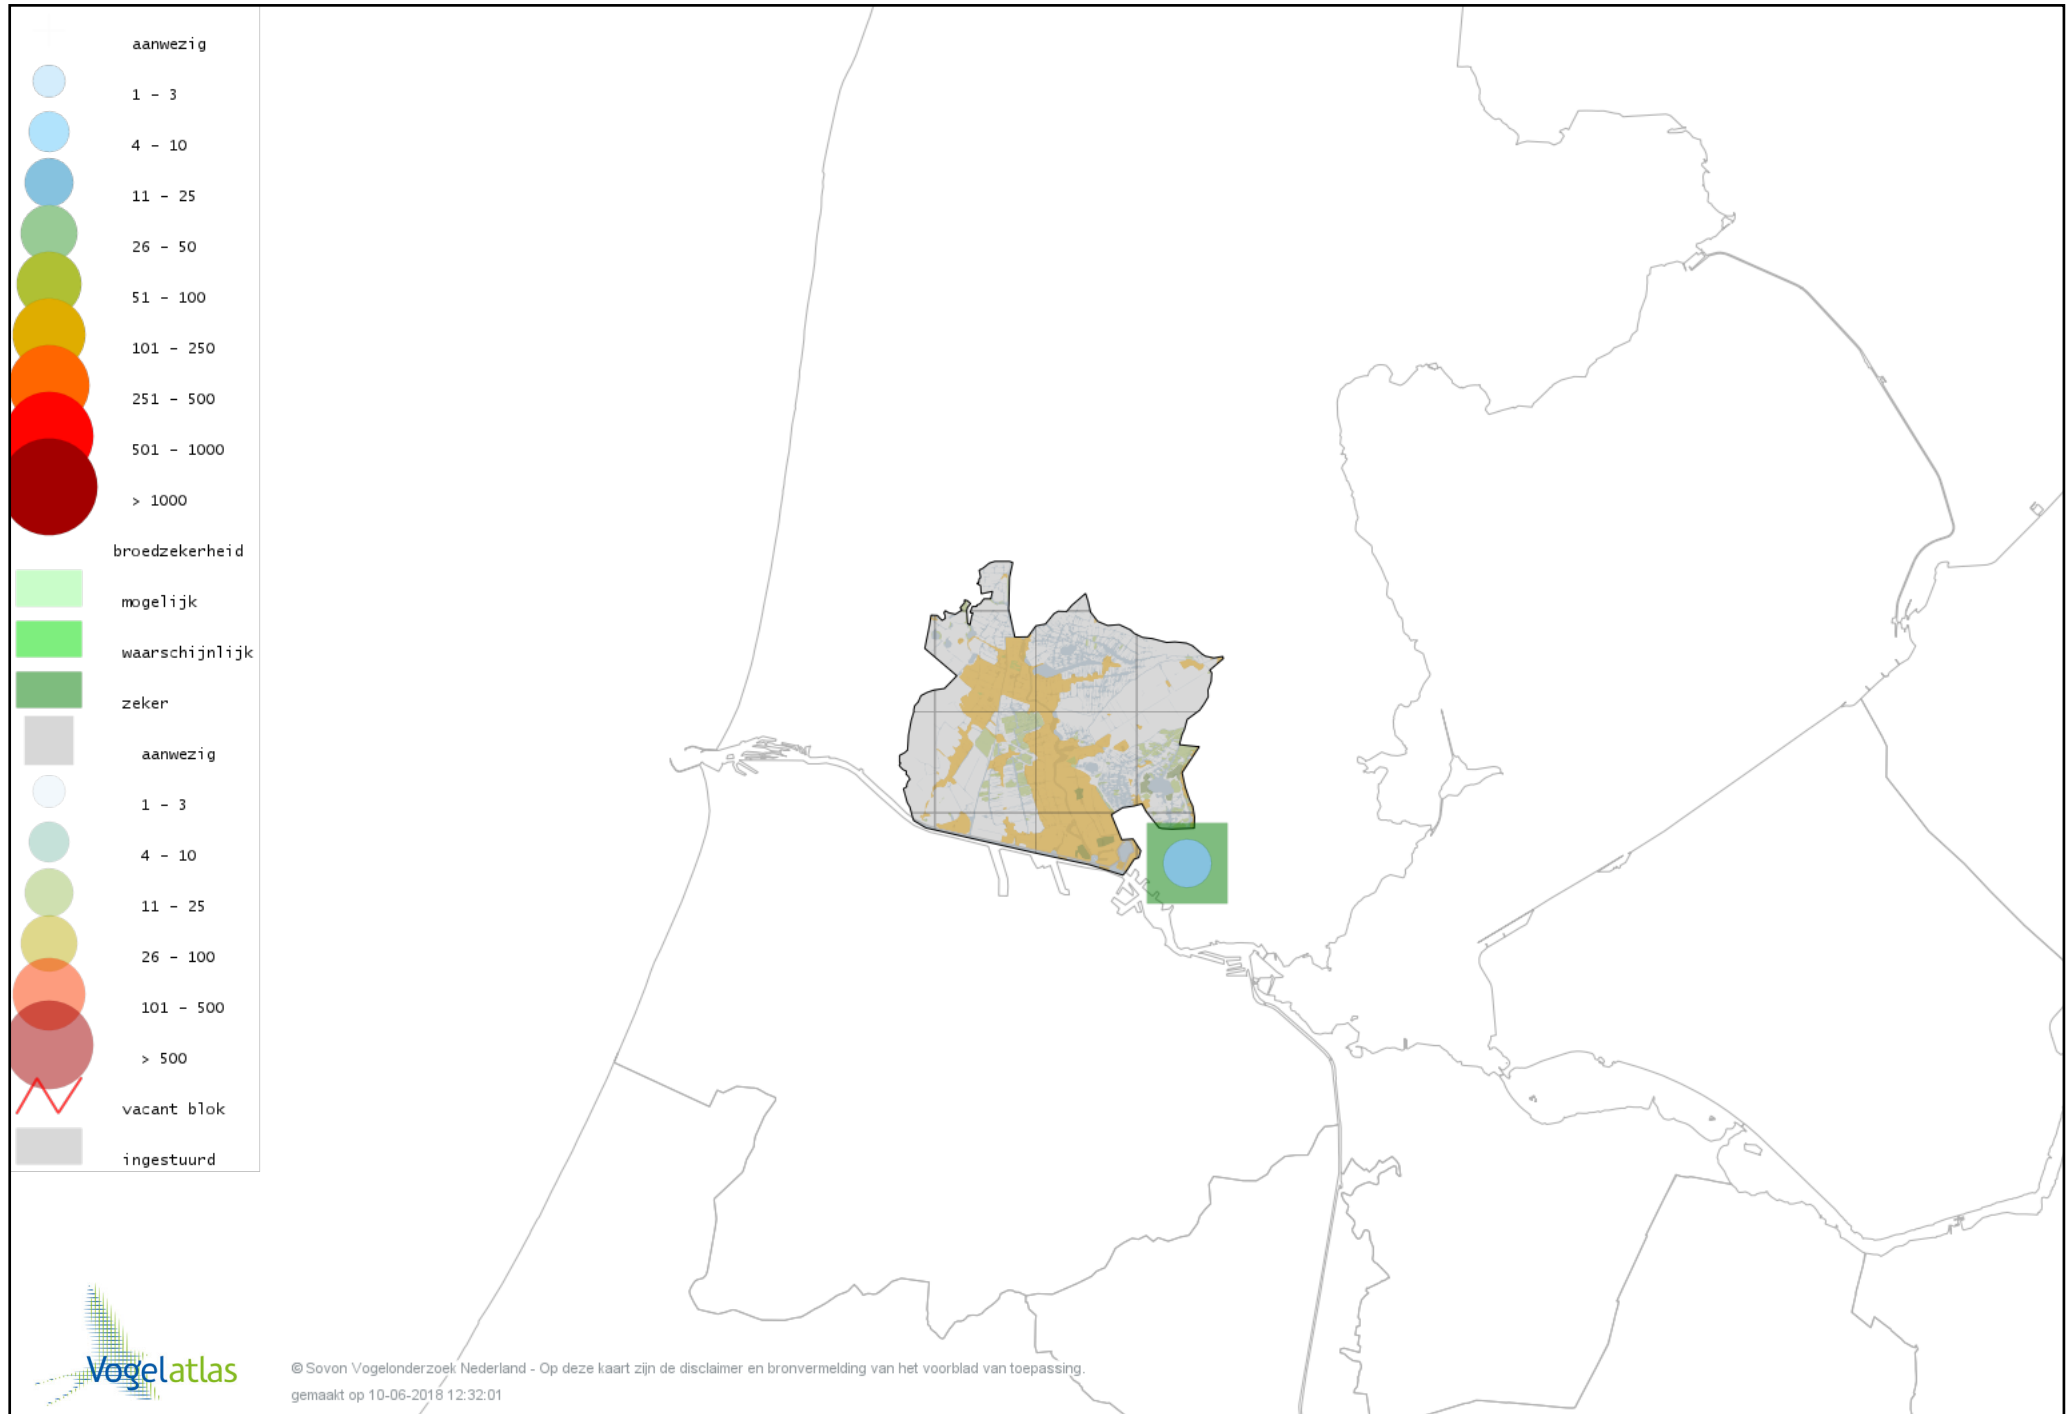 aanwezig
1 - 3
4 - 10
11 - 25
26 - 50
51 - 100
101 - 250
251 - 500
501 - 1000
> 1000
broedzekerheid
mogelijk
waarschijnlijk
zeker
aanwezig
1 - 3
4 - 10
11 - 25
26 - 100
101 - 500
> 500
vacant blok
ingestuurd
Vogelatlas
© Sovon Vogelonderzoek Nederland - Op deze kaart zijn de disclaimer en bronvermelding van het voorblad van toepassing.
gemaakt op 10-06-2018 12:32:01